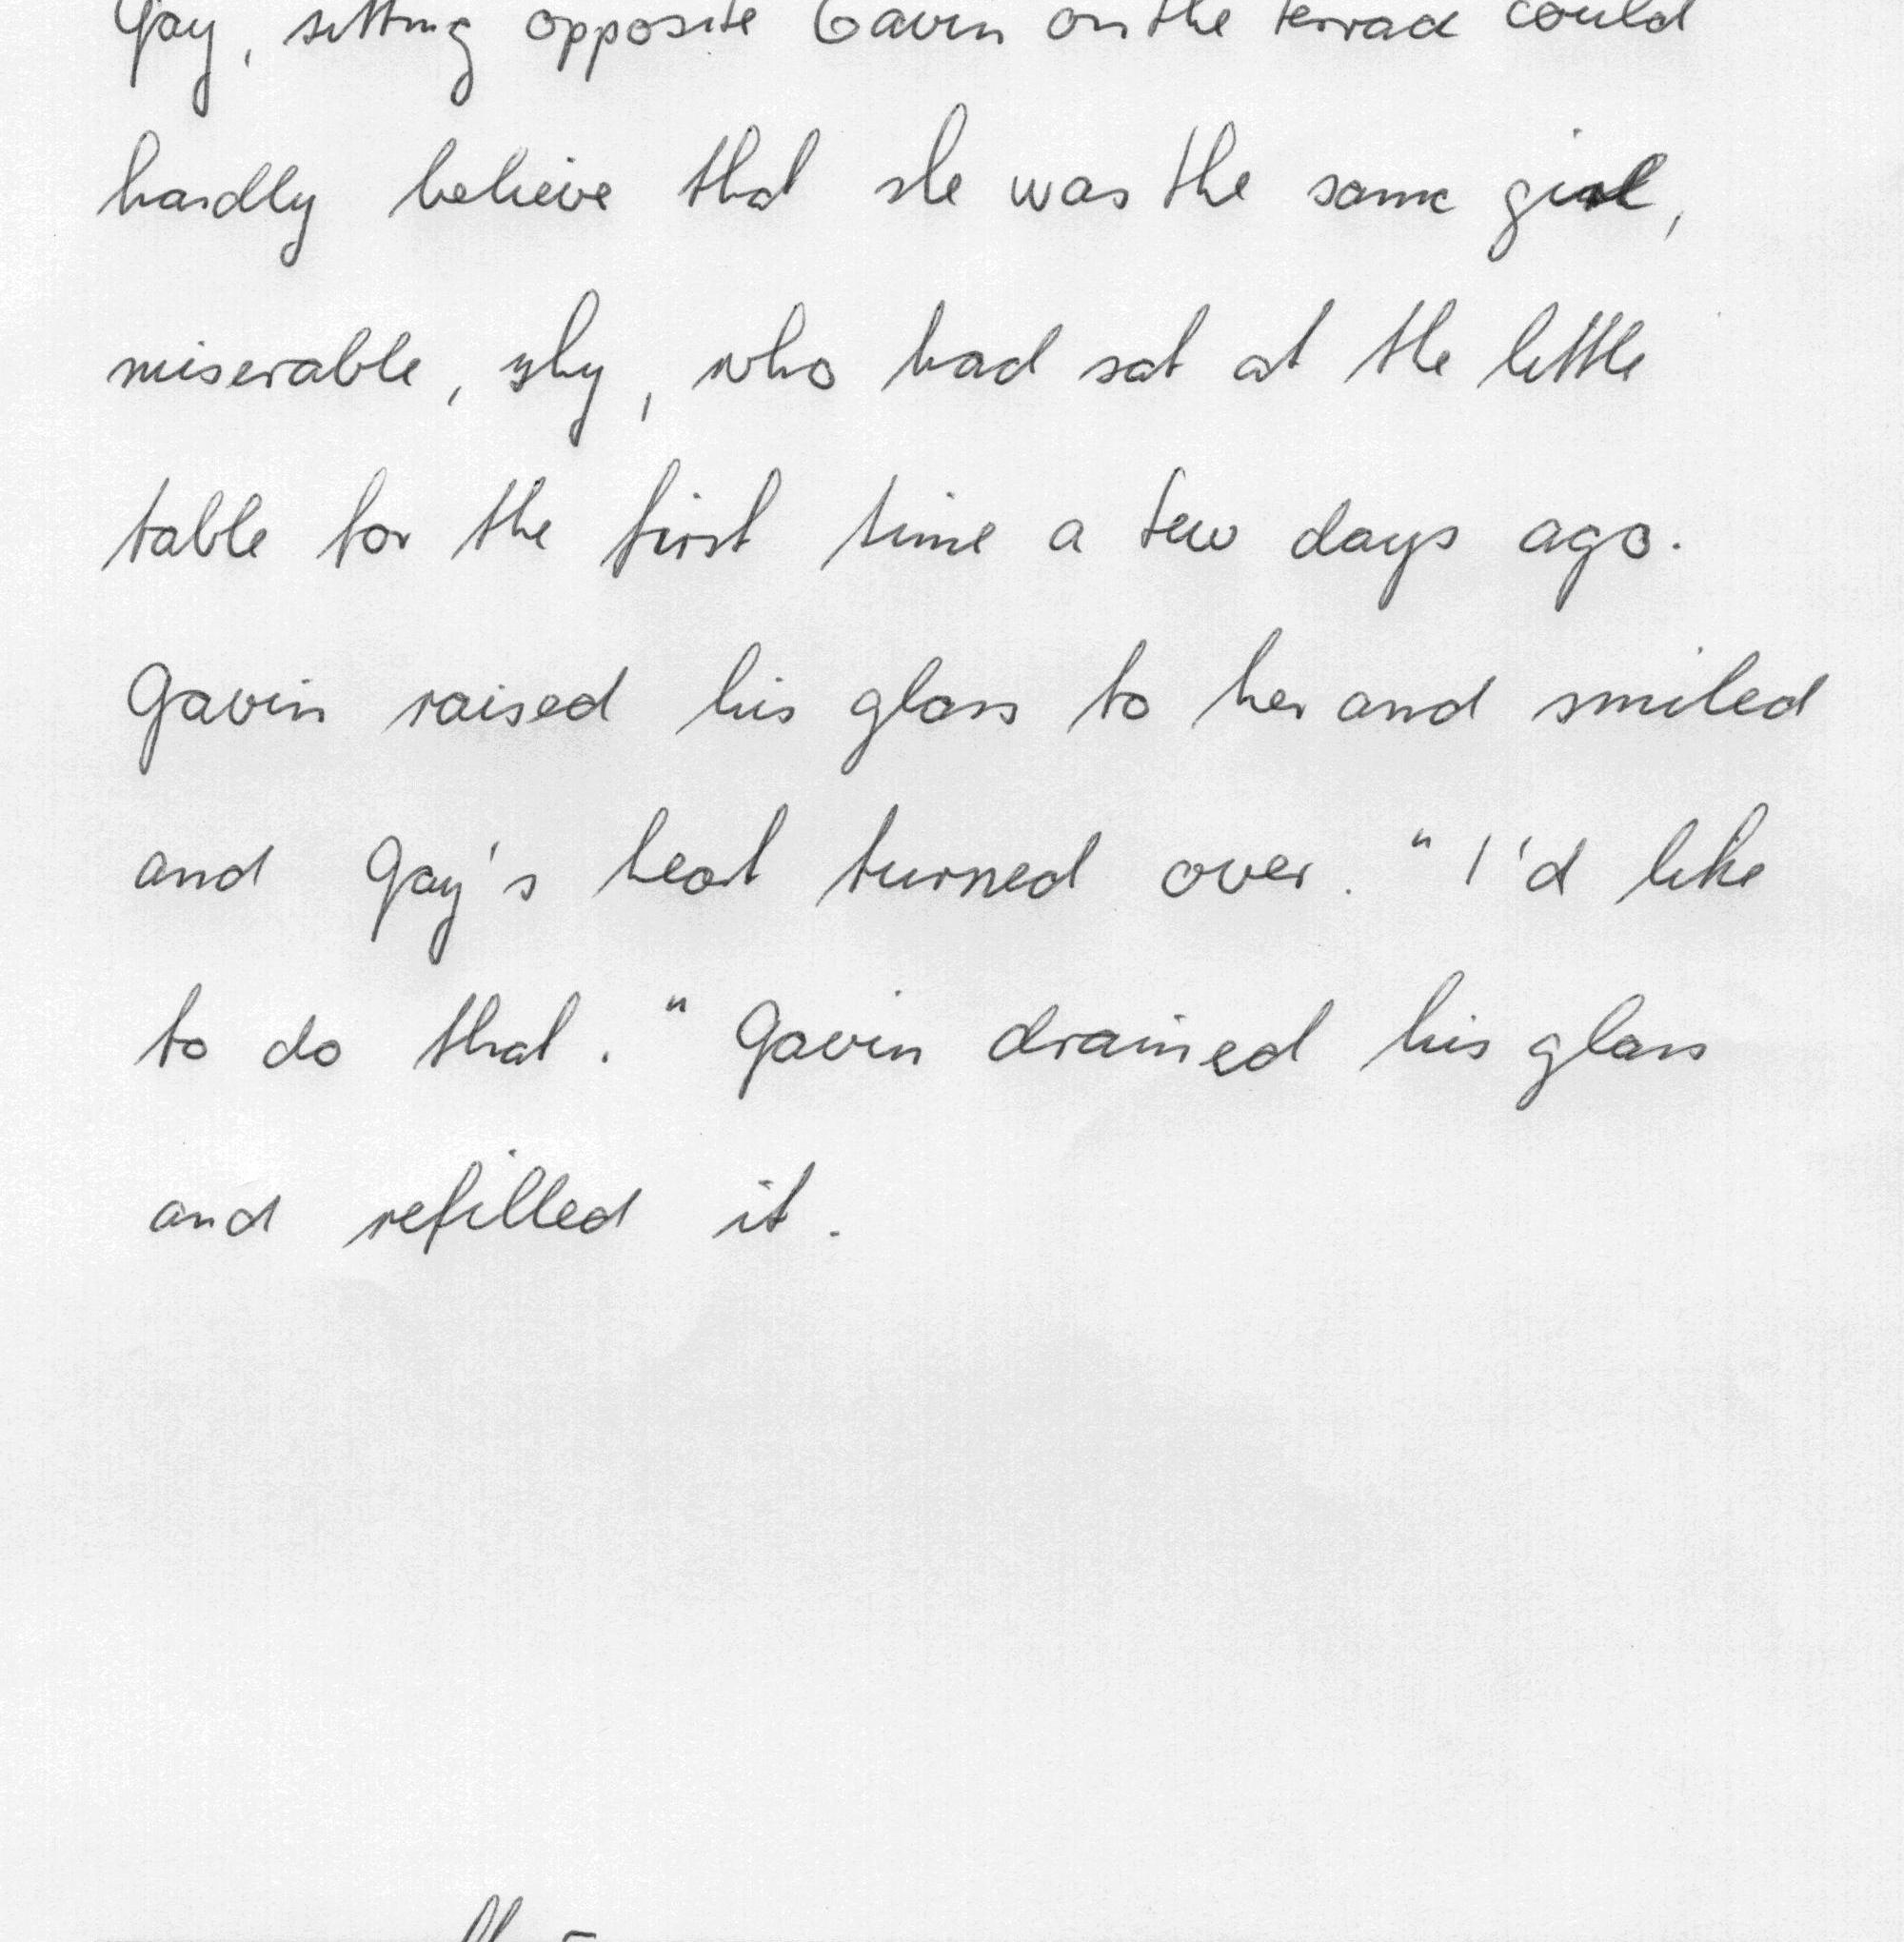 Gay, sitting opposite Gavin on the terrace could
hardly believe that she was the same girl,
miserable, shy, who had sat at the little
table for the first time a few days ago.
Gavin raised his glass to her and smiled
and Gay's heart turned over. "I'd like
to do that." Gavin drained his glass
and refilled it.